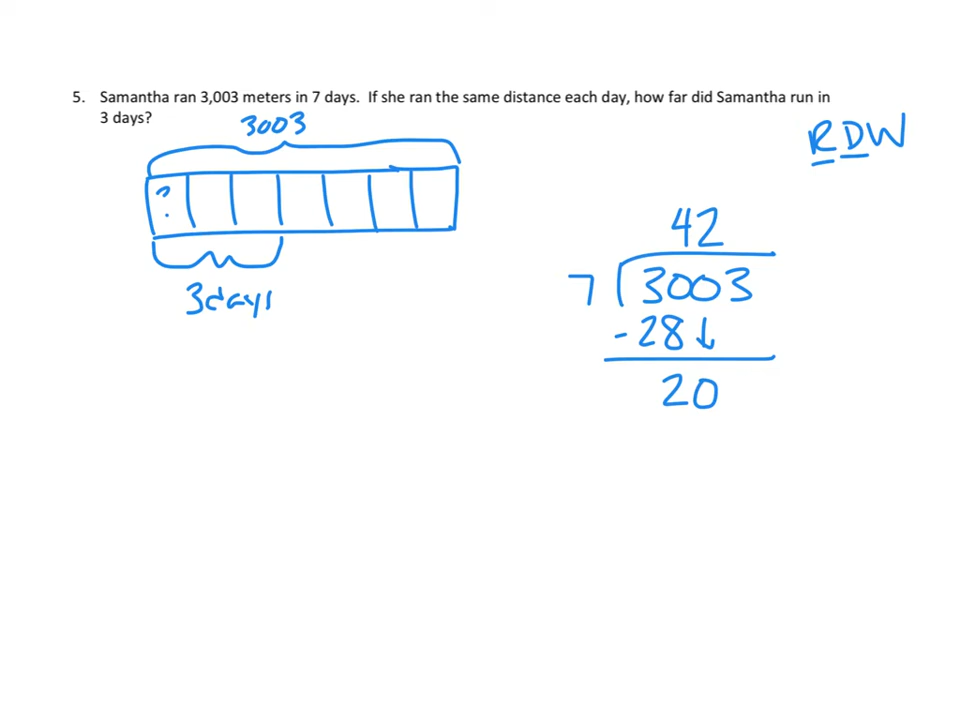 5. Samantha ran 3,003 meters in 7 days. If she ran the same distance each day, how far did Samantha run in
3 days?
3003
RDW
?
3days
42
7 3003
-28↓
20